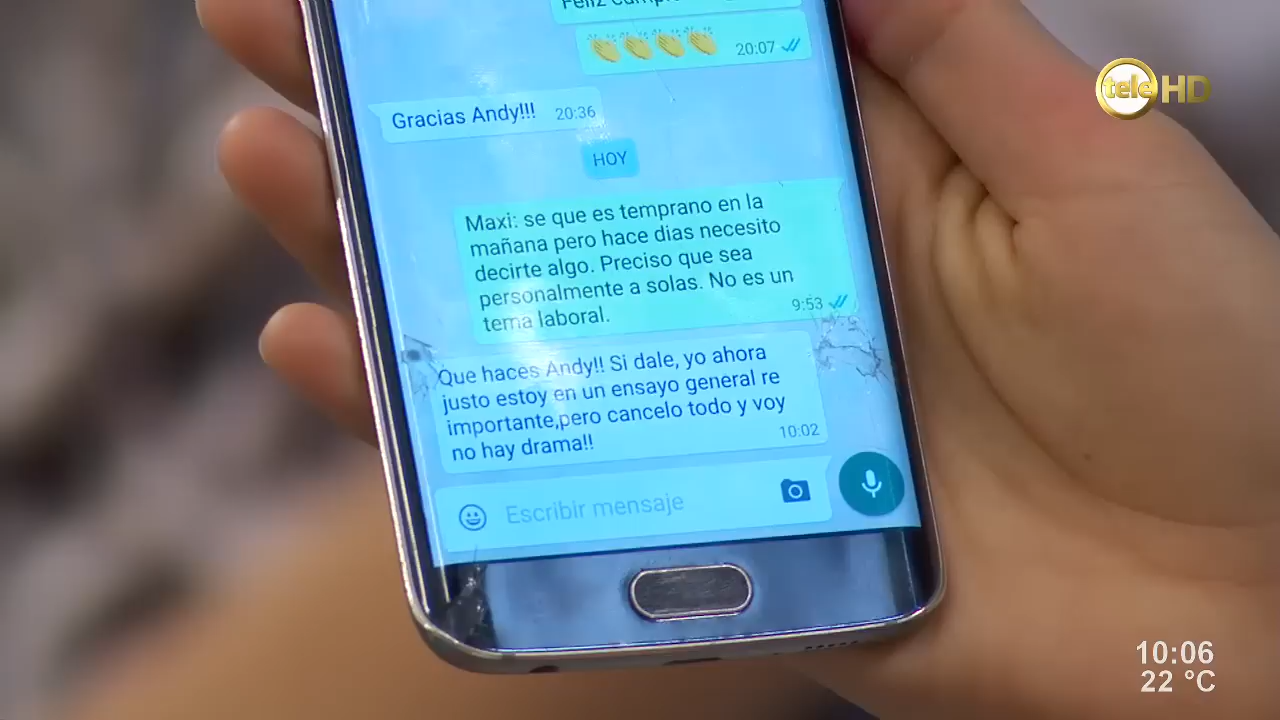 Feliz
20:07
tele HD
Gracias Andy!!! 20:36
HOY
Maxi: se que es temprano en la
mañana pero hace dias necesito
decirte algo. Preciso que sea
personalmente a solas. No es un
tema laboral.
9:53
Que haces Andy!! Si dale, yo ahora
justo estoy en un ensayo general re
importante,pero cancelo todo y voy
no hay drama!!
10:02
Escribir mensaje
10:06
22 °C